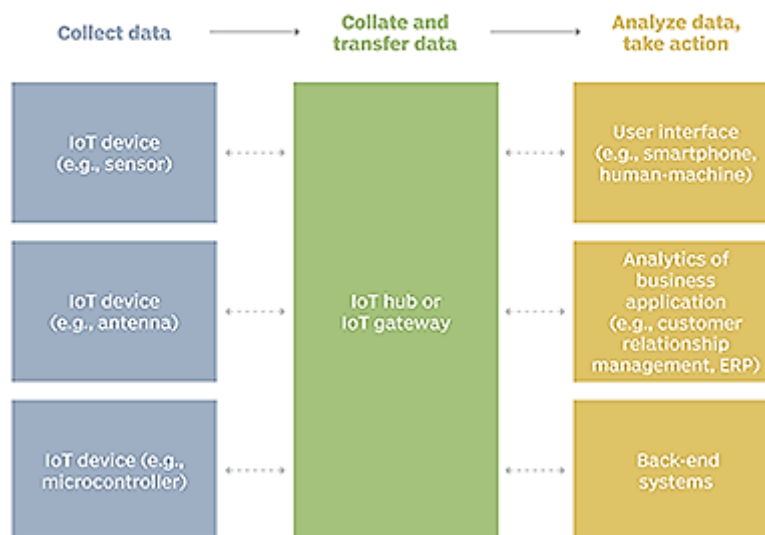 Collect data
Collate and
transfer data
Analyze data,
take action
IoT device
(e.g., sensor)
IoT device
(e.g., antenna)
IoT device (e.g.,
microcontroller)
IoT hub or
IoT gateway
User interface
(e.g., smartphone,
human-machine)
Analytics of
business
application
(e.g., customer
relationship
management, ERP)
Back-end
systems